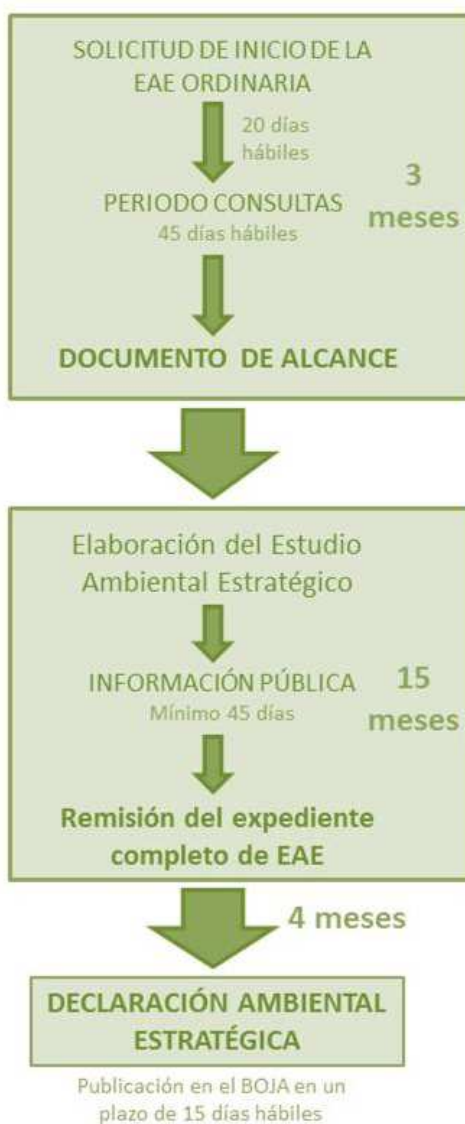 SOLICITUD DE INICIO DE LA
EAE ORDINARIA
20 días
hábiles
PERIODO CONSULTAS
45 días hábiles
3
meses
DOCUMENTO DE ALCANCE
Elaboración del Estudio
Ambiental Estratégico
INFORMACIÓN PÚBLICA
Mínimo 45 días
15
meses
Remisión del expediente
completo de EAE
4 meses
DECLARACIÓN AMBIENTAL
ESTRATÉGICA
Publicación en el BOJA en un
plazo de 15 días hábiles